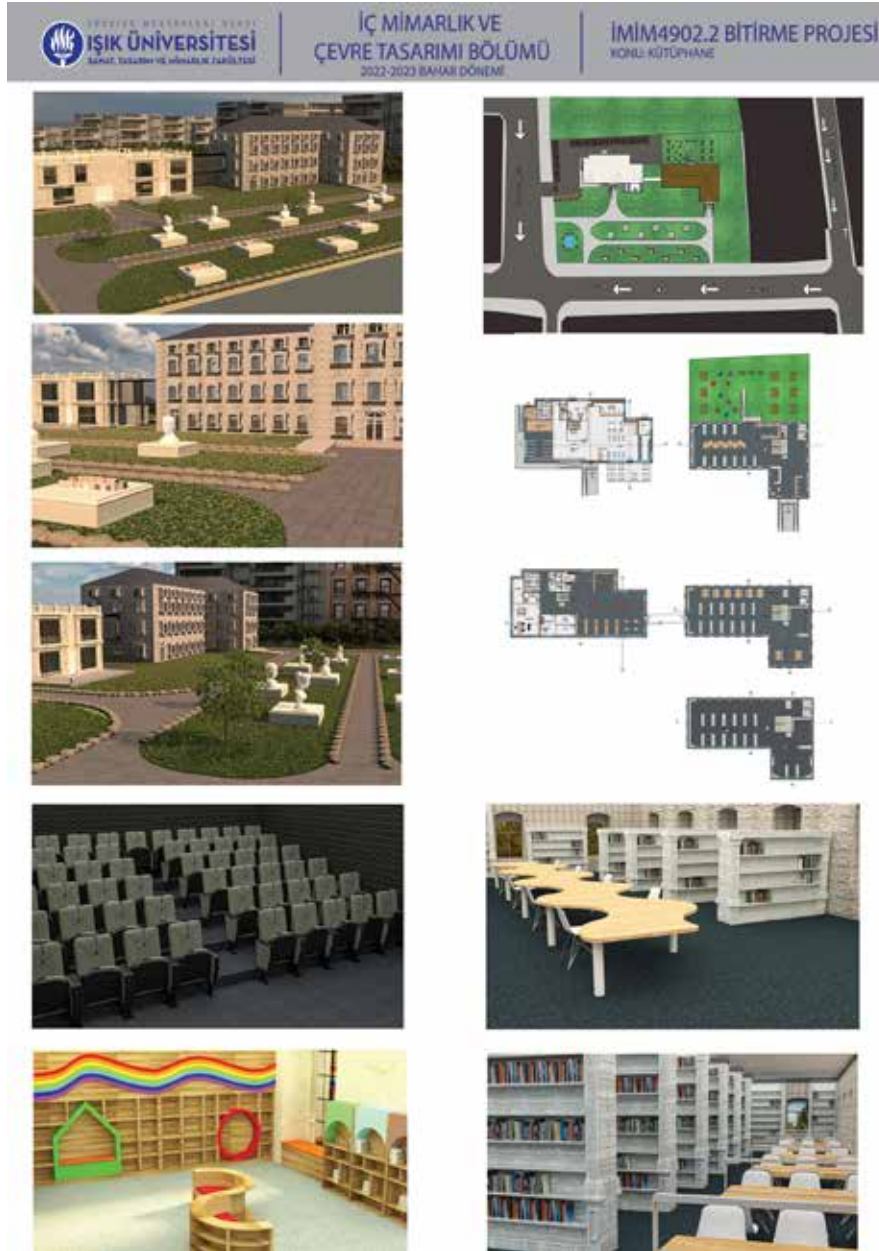 IŞIK ÜNİVERSİTESİ
SANAT, TASARIM VE MİMARLIK FAKÜLTESİ
İÇ MİMARLIK VE
ÇEVRE TASARIMI BÖLÜMÜ
2022-2023 BAHAR DÖNEMİ
İMİM4902.2 BİTİRME PROJESİ
KONU: KÜTÜPHANE